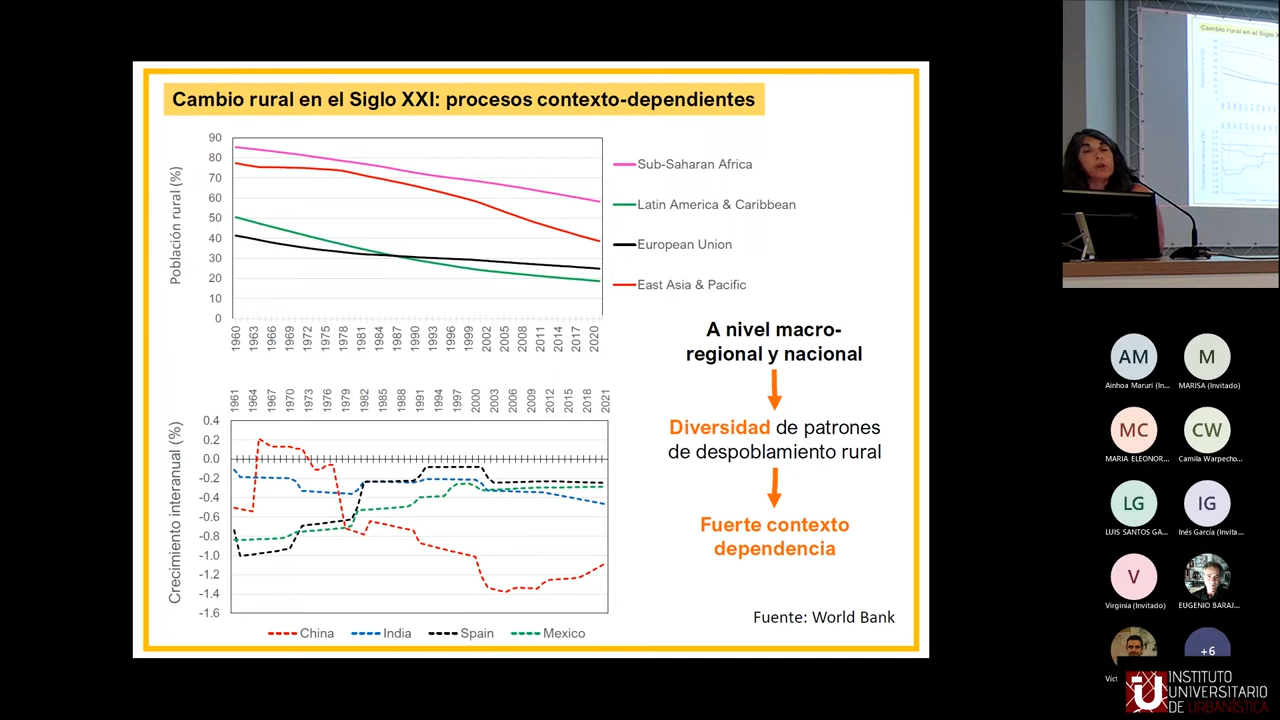 Cambio rural en el Siglo XXI: procesos contexto-dependientes
Población rural (%)
90
80
70
60
50
40
30
20
10
0
1960 1963 1966 1969 1972 1975 1978 1981 1984 1987 1990 1993 1996 1999 2002 2005 2008 2011 2014 2017 2020
Sub-Saharan Africa
Latin America & Caribbean
European Union
East Asia & Pacific
A nivel macro-
regional y nacional
Diversidad de patrones
de despoblamiento rural
Fuerte contexto
dependencia
1961 1964 1967 1970 1973 1976 1979 1982 1985 1988 1991 1994 1997 2000 2003 2006 2009 2012 2015 2018 2021
Crecimiento interanual (%)
0.4
0.2
0.0
-0.2
-0.4
-0.6
-0.8
-1.0
-1.2
-1.4
-1.6
China India Spain Mexico
Fuente: World Bank
Cambio rural en el Siglo X
AM M
Ainhoa Maruri (In... MARISA (Invitado)
MC CW
MARIA ELEONOR... Camila Warpecho...
LG IG
LUIS SANTOS GA... Inés García (Invita...
V
Virginia (Invitado) EUGENIO BARAJ...
+6
Víct
INSTITUTO
UNIVERSITARIO
DE URBANÍSTICA